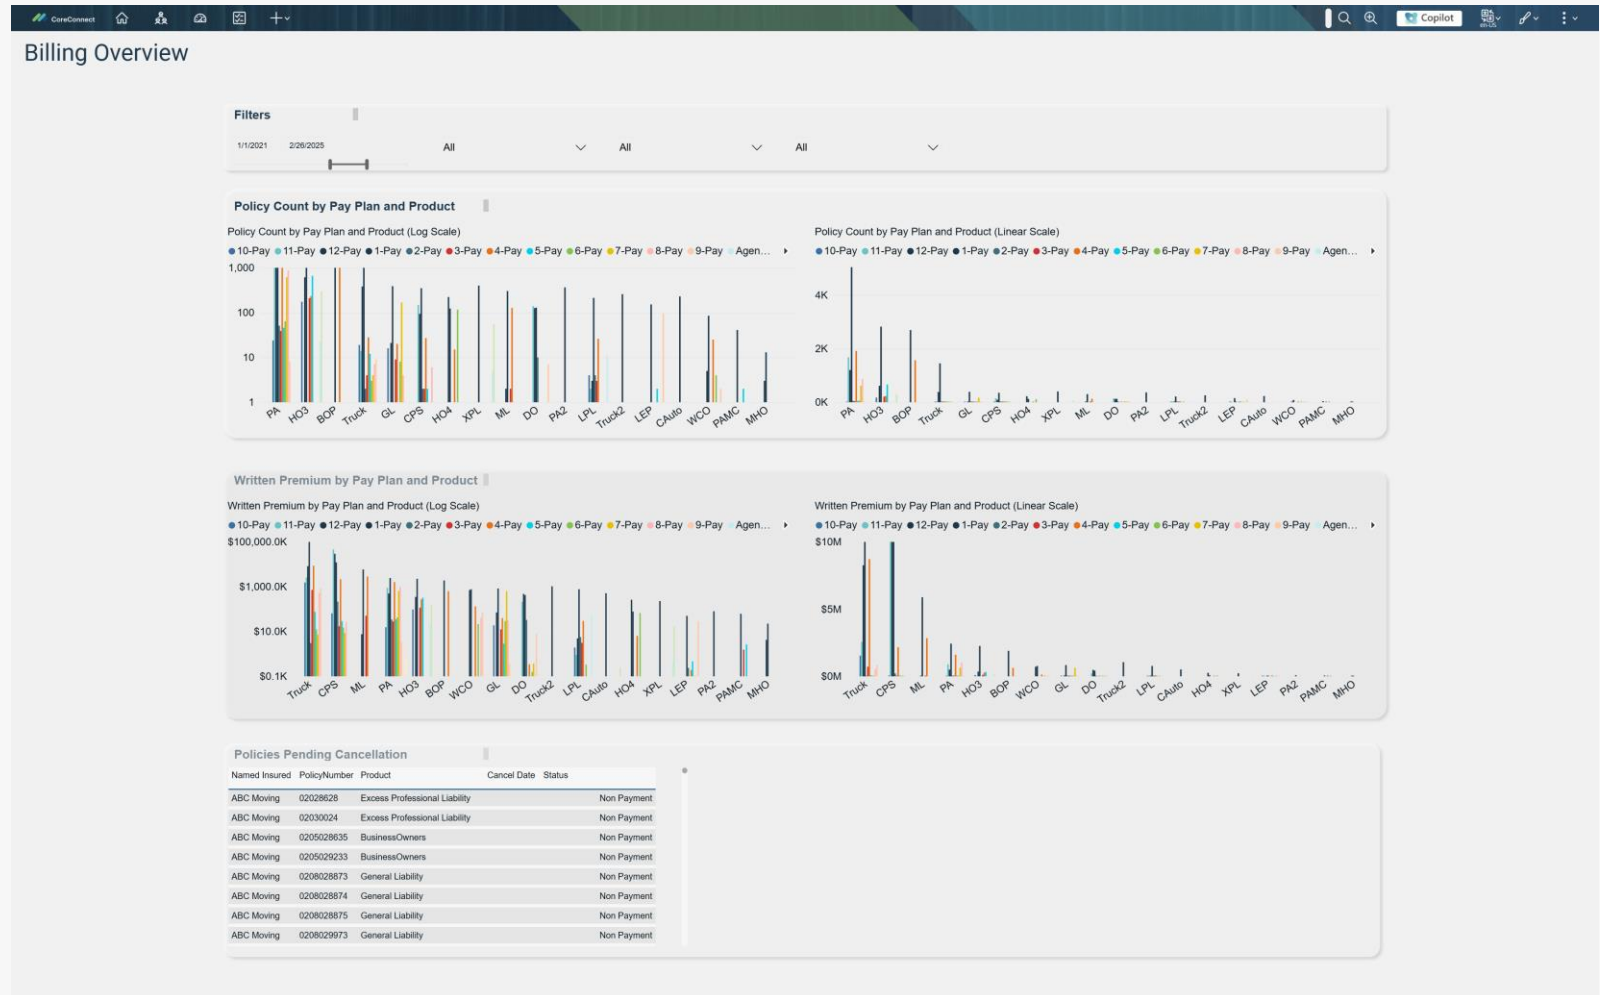 CoreConnect
Copilot
en-US
Billing Overview
Filters
1/1/2021 2/26/2025 All All All
Policy Count by Pay Plan and Product
Policy Count by Pay Plan and Product (Log Scale)
10-Pay 11-Pay 12-Pay 1-Pay 2-Pay 3-Pay 4-Pay 5-Pay 6-Pay 7-Pay 8-Pay 9-Pay Agen...
1,000
100
10
1
PA HO3 BOP Truck GL CPS HO4 XPL ML DO PA2 LPL Truck2 LEP CAuto WCO PAMC MHO
Policy Count by Pay Plan and Product (Linear Scale)
10-Pay 11-Pay 12-Pay 1-Pay 2-Pay 3-Pay 4-Pay 5-Pay 6-Pay 7-Pay 8-Pay 9-Pay Agen...
4K
2K
0K
PA HO3 BOP Truck GL CPS HO4 XPL ML DO PA2 LPL Truck2 LEP CAuto WCO PAMC MHO
Written Premium by Pay Plan and Product
Written Premium by Pay Plan and Product (Log Scale)
10-Pay 11-Pay 12-Pay 1-Pay 2-Pay 3-Pay 4-Pay 5-Pay 6-Pay 7-Pay 8-Pay 9-Pay Agen...
$100,000.0K
$1,000.0K
$10.0K
$0.1K
Truck CPS ML PA HO3 BOP WCO GL DO Truck2 LPL CAuto HO4 XPL LEP PA2 PAMC MHO
Written Premium by Pay Plan and Product (Linear Scale)
10-Pay 11-Pay 12-Pay 1-Pay 2-Pay 3-Pay 4-Pay 5-Pay 6-Pay 7-Pay 8-Pay 9-Pay Agen...
$10M
$5M
$0M
Truck CPS ML PA HO3 BOP WCO GL DO Truck2 LPL CAuto HO4 XPL LEP PA2 PAMC MHO
Policies Pending Cancellation
Named Insured PolicyNumber Product Cancel Date Status
ABC Moving 02028628 Excess Professional Liability Non Payment
ABC Moving 02030024 Excess Professional Liability Non Payment
ABC Moving 0205028635 BusinessOwners Non Payment
ABC Moving 0205029233 BusinessOwners Non Payment
ABC Moving 0208028873 General Liability Non Payment
ABC Moving 0208028874 General Liability Non Payment
ABC Moving 0208028875 General Liability Non Payment
ABC Moving 0208029973 General Liability Non Payment